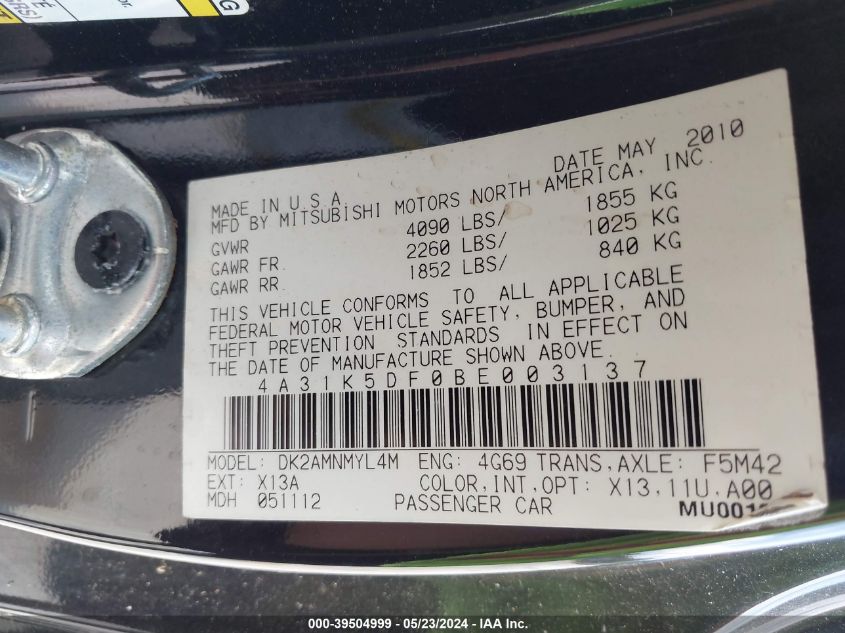 G
DATE MAY 2010
MADE IN U.S.A.
MFD BY MITSUBISHI MOTORS NORTH AMERICA, INC.
GVWR 4090 LBS/ 1855 KG
GAWR FR. 2260 LBS/ 1025 KG
GAWR RR. 1852 LBS/ 840 KG
THIS VEHICLE CONFORMS TO ALL APPLICABLE
FEDERAL MOTOR VEHICLE SAFETY, BUMPER, AND
THEFT PREVENTION STANDARDS IN EFFECT ON
THE DATE OF MANUFACTURE SHOWN ABOVE.
4A31K5DF0BE003137
MODEL: DK2AMNMYL4M ENG: 4G69 TRANS,AXLE: F5M42
EXT: X13A COLOR,INT,OPT: X13,11U,A00
MDH 051112 PASSENGER CAR
000-39504999 - 05/23/2024 - IAA Inc.